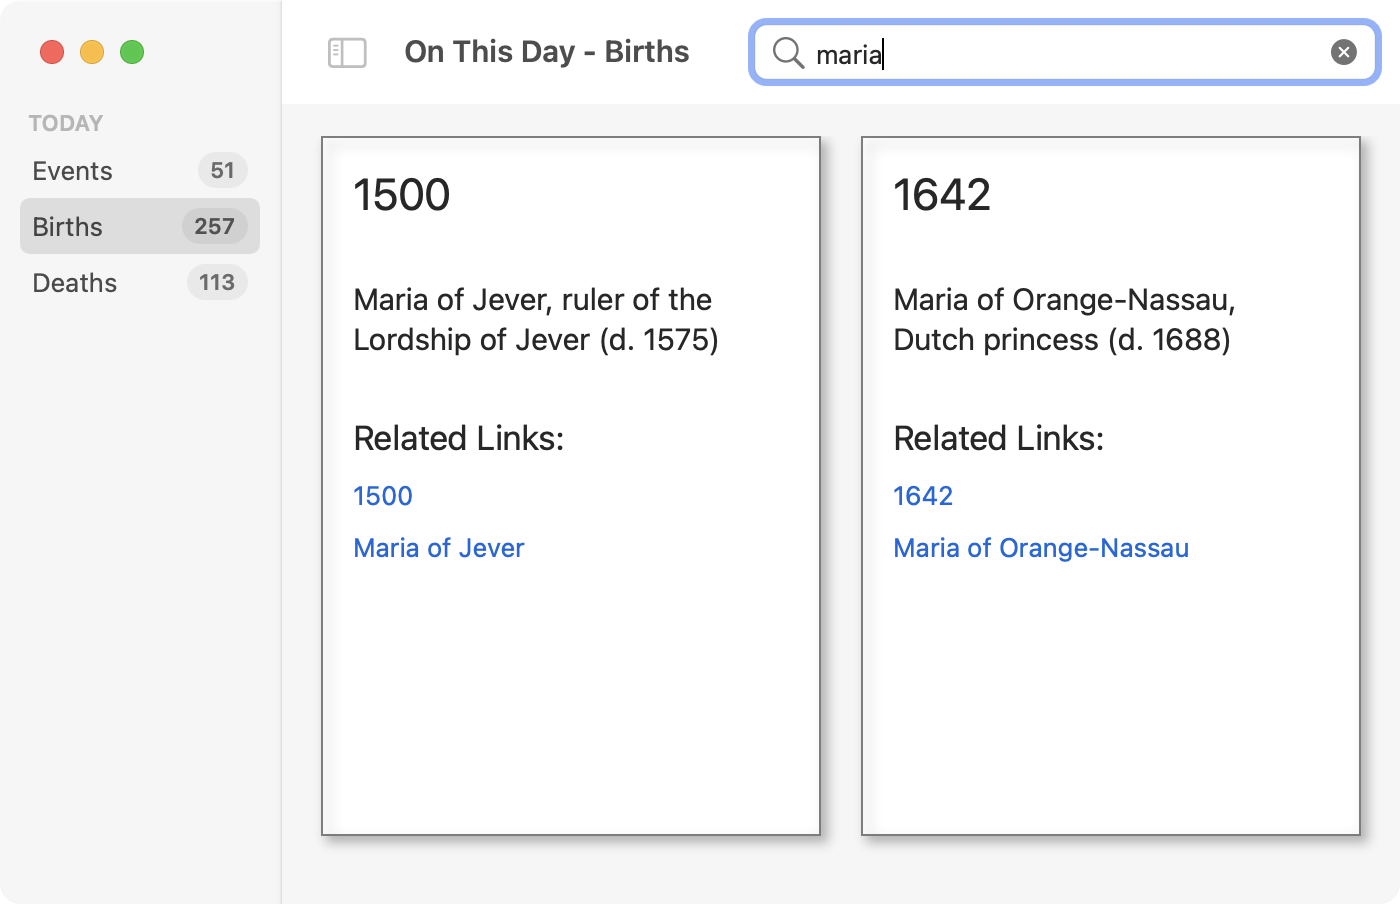 On This Day - Births
maria
TODAY
Events 51
Births 257
Deaths 113
1500
Maria of Jever, ruler of the
Lordship of Jever (d. 1575)
Related Links:
1500
Maria of Jever
1642
Maria of Orange-Nassau,
Dutch princess (d. 1688)
Related Links:
1642
Maria of Orange-Nassau